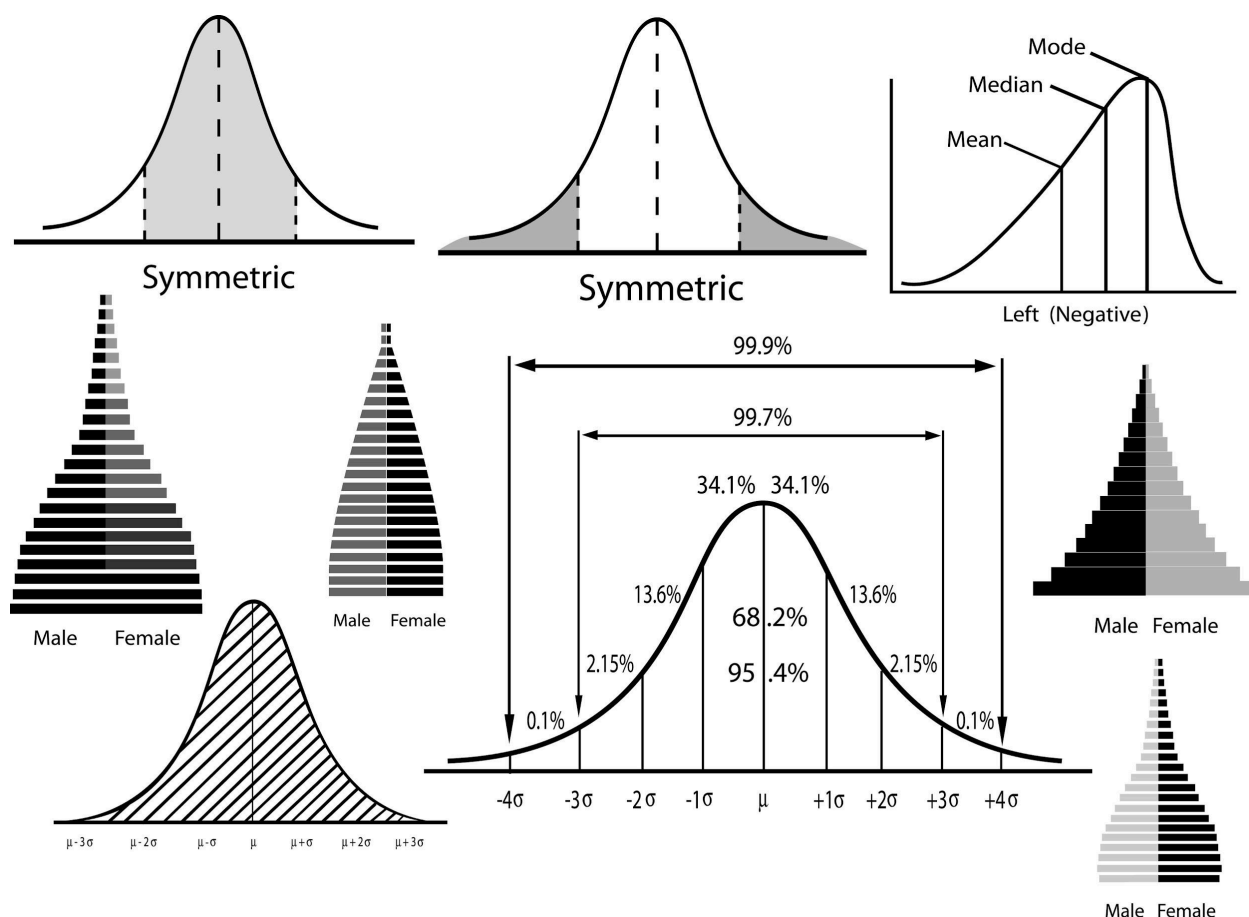 Symmetric
Symmetric
Mode
Median
Mean
Left (Negative)
Male Female
Male Female
99.9%
99.7%
34.1% 34.1%
13.6% 13.6%
68.2%
2.15% 95.4% 2.15%
0.1% 0.1%
-4σ -3σ -2σ -1σ μ +1σ +2σ +3σ +4σ
Male Female
μ-3σ μ-2σ μ-σ μ μ+σ μ+2σ μ+3σ
Male Female